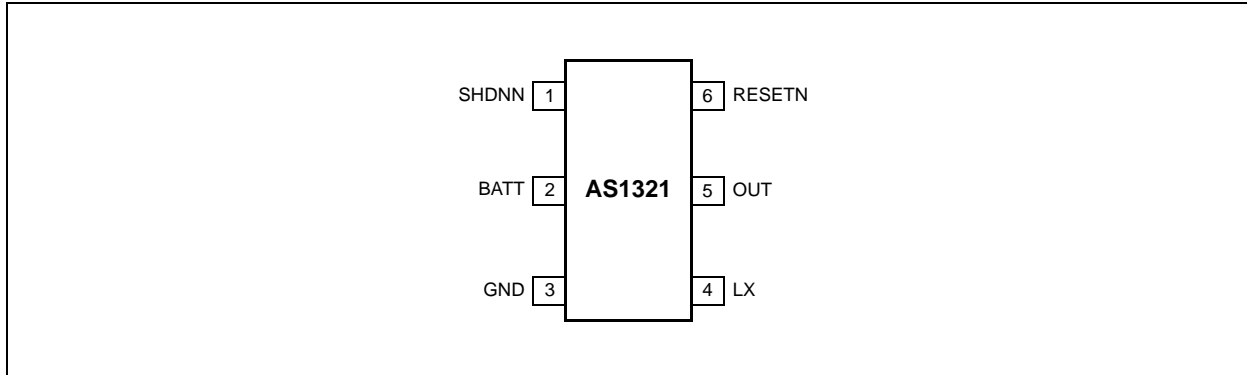 SHDNN 1 6 RESETN
BATT 2 AS1321 5 OUT
GND 3 4 LX